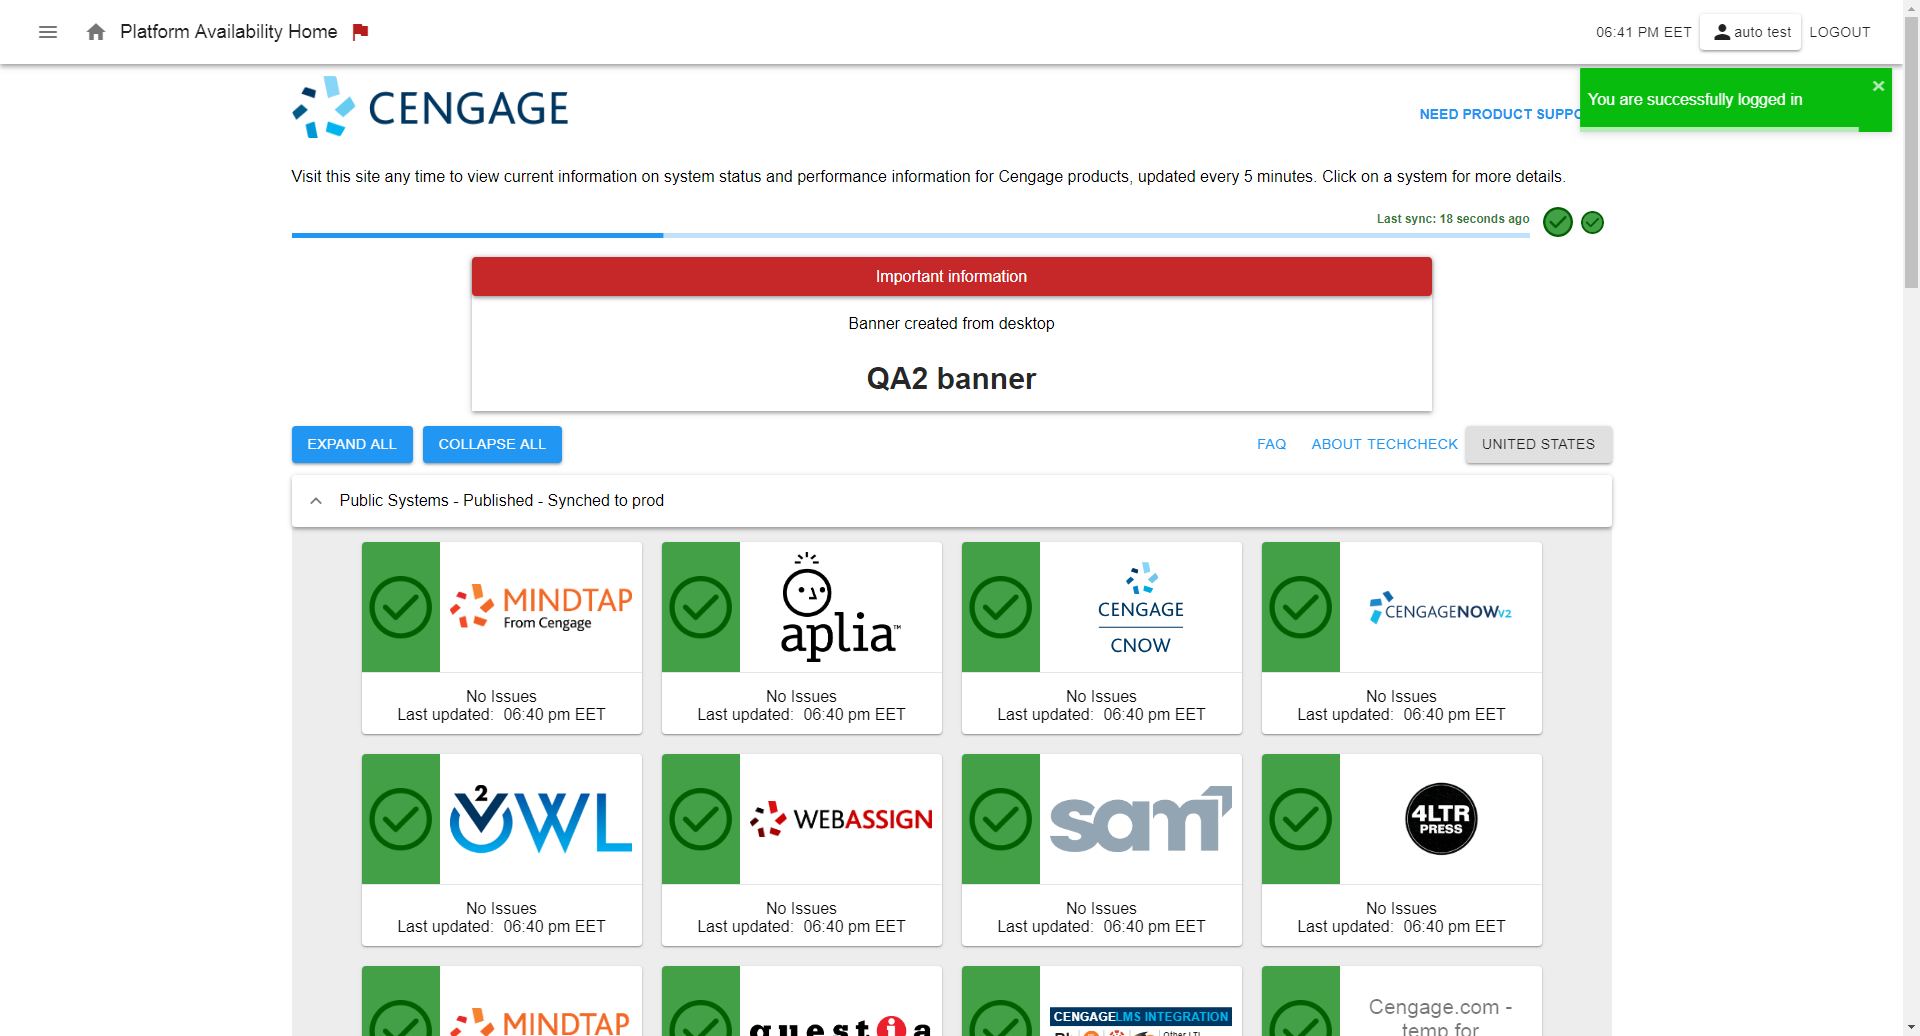 Platform Availability Home
06:41 PM EET
auto test
LOGOUT
You are successfully logged in
CENGAGE
NEED PRODUCT SUPPO
Visit this site any time to view current information on system status and performance information for Cengage products, updated every 5 minutes. Click on a system for more details.
Last sync: 18 seconds ago
Important information
Banner created from desktop
QA2 banner
EXPAND ALL
COLLAPSE ALL
FAQ
ABOUT TECHCHECK
UNITED STATES
Public Systems - Published - Synched to prod
MINDTAP
From Cengage
No Issues
Last updated: 06:40 pm EET
aplia™
No Issues
Last updated: 06:40 pm EET
CENGAGE
CNOW
No Issues
Last updated: 06:40 pm EET
CENGAGENOWV2
No Issues
Last updated: 06:40 pm EET
OWL
2
No Issues
Last updated: 06:40 pm EET
WEBASSIGN
No Issues
Last updated: 06:40 pm EET
sam
No Issues
Last updated: 06:40 pm EET
4LTR
PRESS
No Issues
Last updated: 06:40 pm EET
MINDTAP
questia
CENGAGELMS INTEGRATION
Other LTI
Cengage.com -
temp for